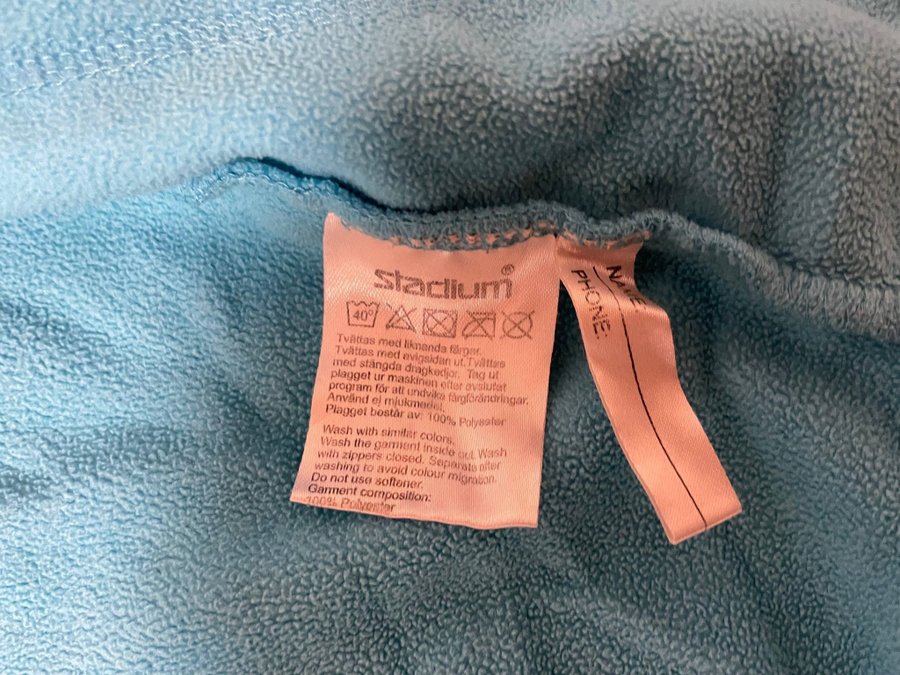 stadium®
40°
Tvättas med liknanda färger.
Tvättas med avigsidan ut.Tvättas
med stängda dragkedjor. Tag ut
plagget ur maskinen efter avslutat
program för att undvika färgförändringar.
Använd ej mjukmedel.
Plagget består av: 100% Polyester
Wash with similar colors.
Wash the garment inside out. Wash
with zippers closed. Separate after
washing to avoid colour migration.
Do not use softener.
Garment composition:
100% Polyester
NAME:
PHONE: